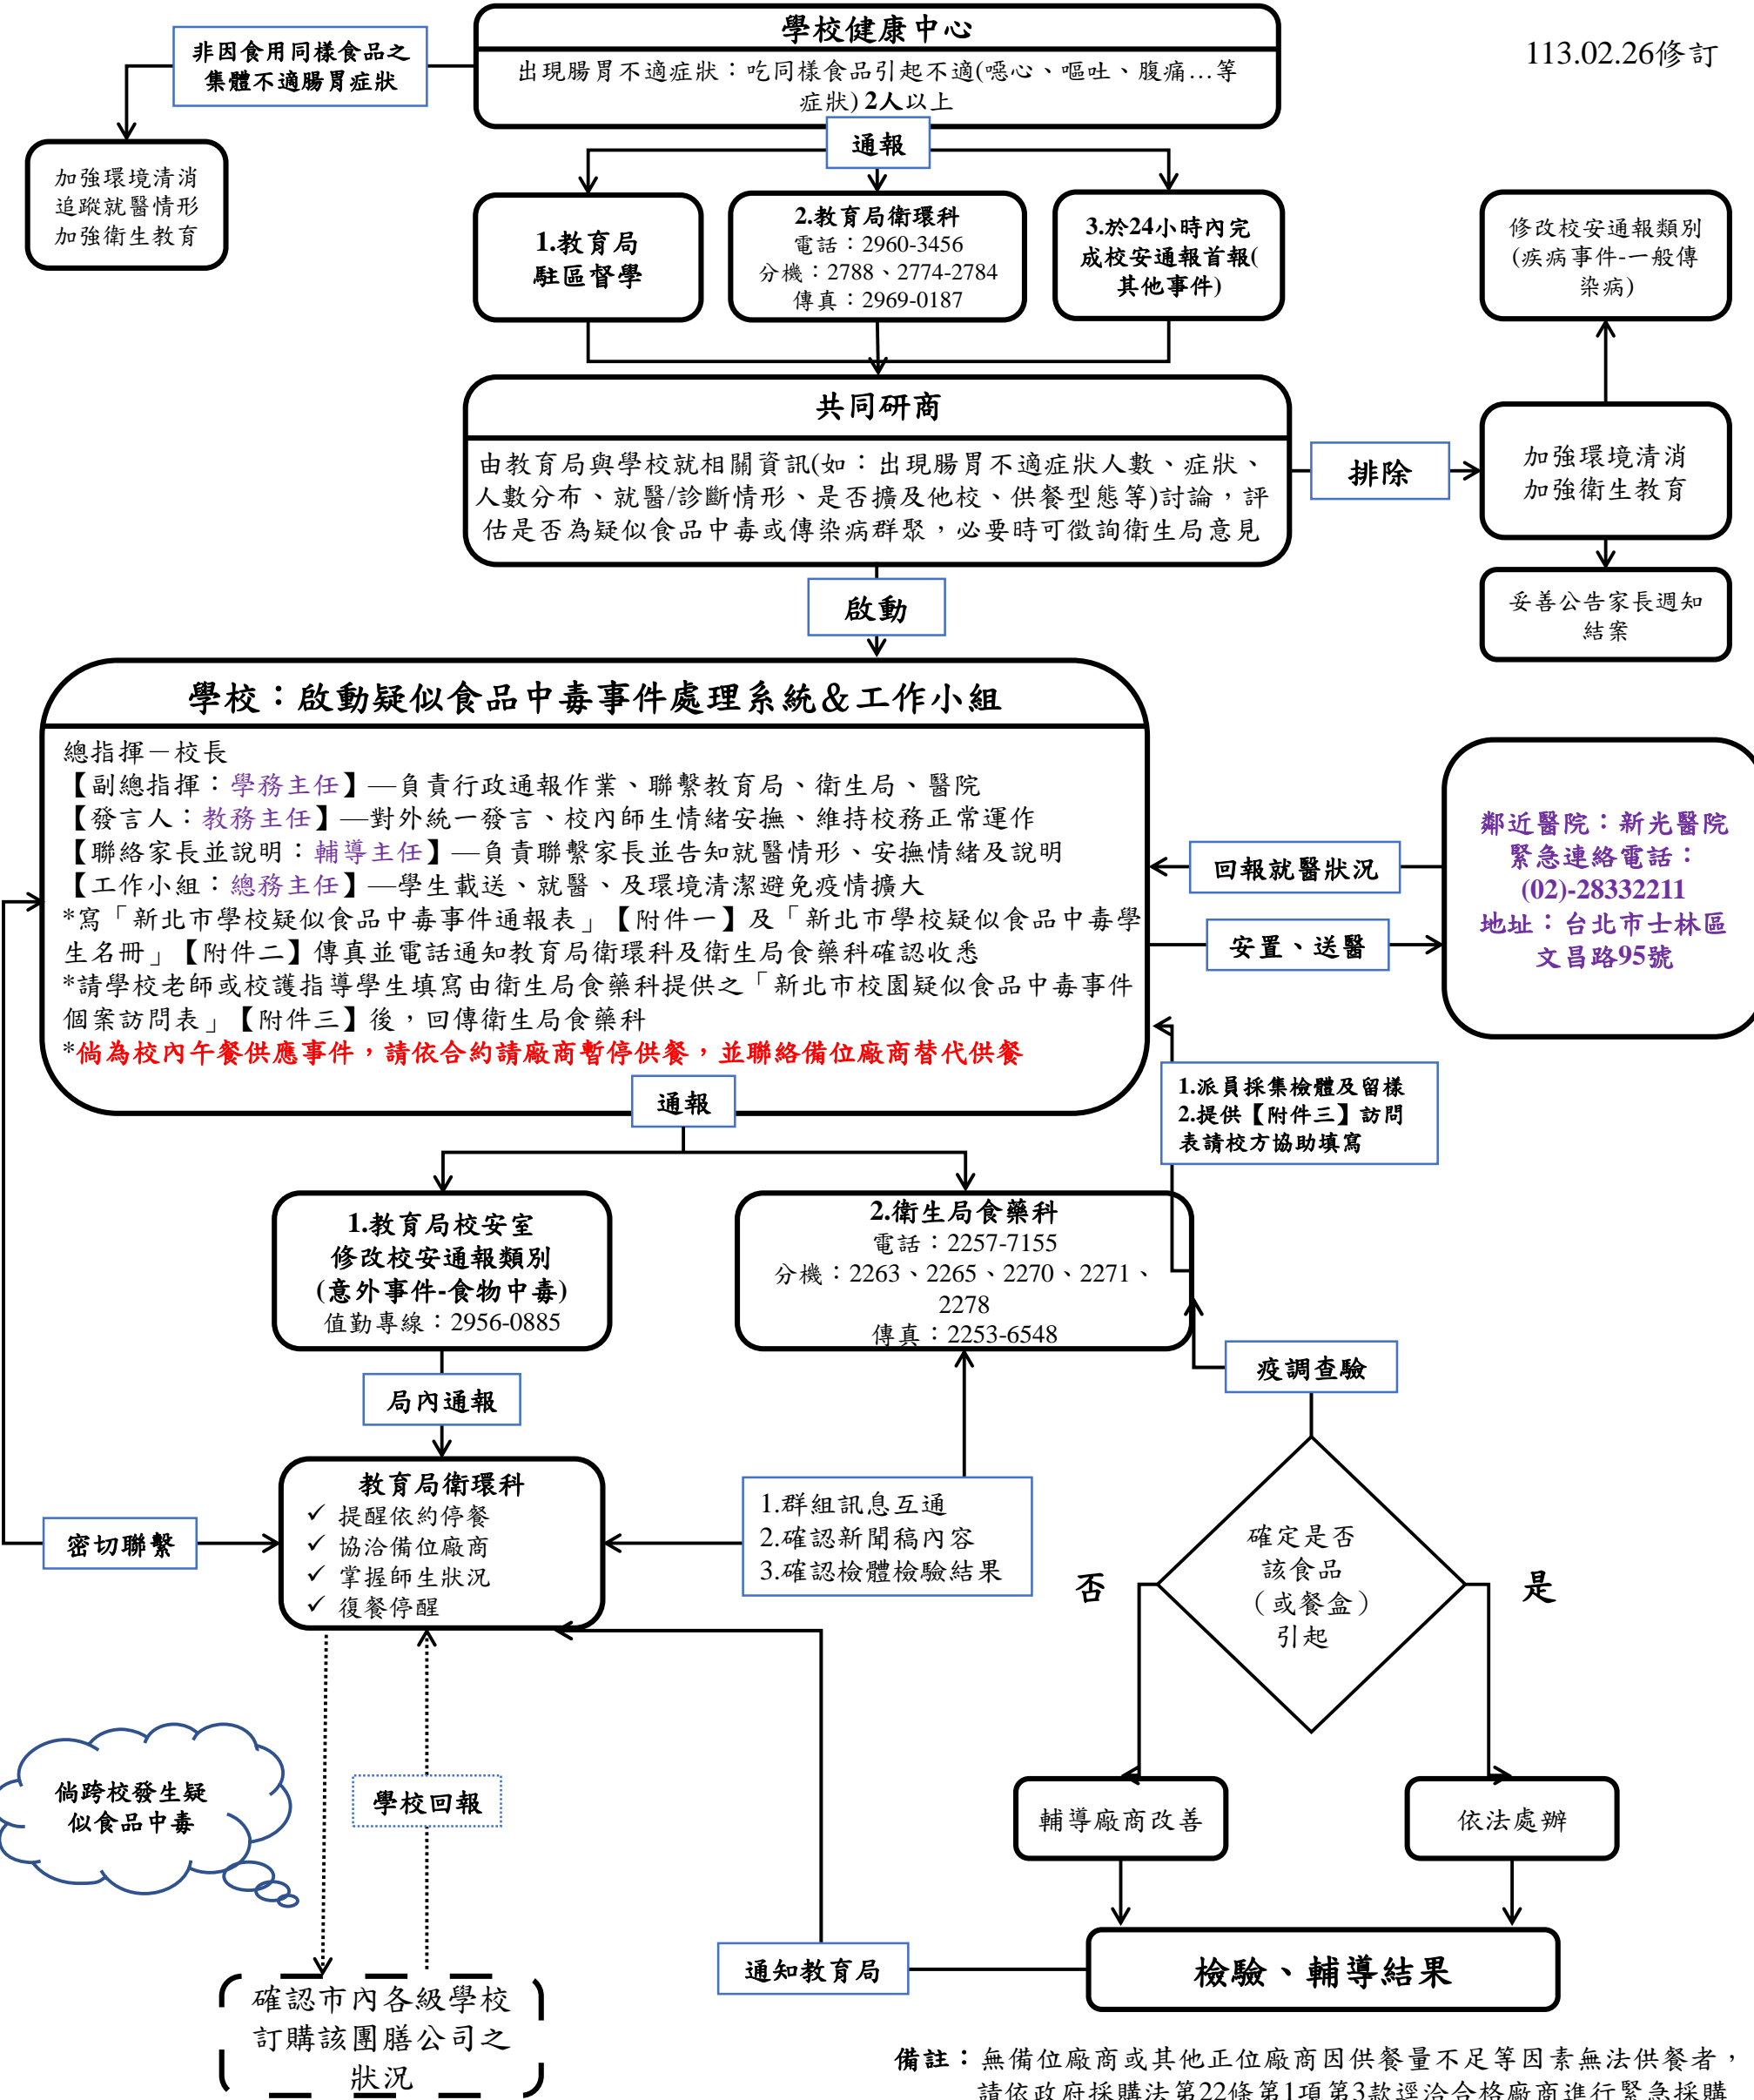 學校健康中心
出現腸胃不適症狀：吃同樣食品引起不適(噁心、嘔吐、腹痛…等
症狀) 2人以上
113.02.26修訂
非因食用同樣食品之
集體不適腸胃症狀
加強環境清消
追蹤就醫情形
加強衛生教育
通報
1.教育局
駐區督學
2.教育局衛環科
電話：2960-3456
分機：2788、2774-2784
傳真：2969-0187
3.於24小時內完
成校安通報首報(
其他事件)
修改校安通報類別
(疾病事件-一般傳
染病)
共同研商
由教育局與學校就相關資訊(如：出現腸胃不適症狀人數、症狀、
人數分布、就醫/診斷情形、是否擴及他校、供餐型態等)討論，評
估是否為疑似食品中毒或傳染病群聚，必要時可徵詢衛生局意見
排除
加強環境清消
加強衛生教育
妥善公告家長週知
結案
啟動
學校：啟動疑似食品中毒事件處理系統&工作小組
總指揮－校長
【副總指揮：學務主任】—負責行政通報作業、聯繫教育局、衛生局、醫院
【發言人：教務主任】—對外統一發言、校內師生情緒安撫、維持校務正常運作
【聯絡家長並說明：輔導主任】—負責聯繫家長並告知就醫情形、安撫情緒及說明
【工作小組：總務主任】—學生載送、就醫、及環境清潔避免疫情擴大
*寫「新北市學校疑似食品中毒事件通報表」【附件一】及「新北市學校疑似食品中毒學
生名冊」【附件二】傳真並電話通知教育局衛環科及衛生局食藥科確認收悉
*請學校老師或校護指導學生填寫由衛生局食藥科提供之「新北市校園疑似食品中毒事件
個案訪問表」【附件三】後，回傳衛生局食藥科
*倘為校內午餐供應事件，請依合約請廠商暫停供餐，並聯絡備位廠商替代供餐
回報就醫狀況
安置、送醫
鄰近醫院：新光醫院
緊急連絡電話：
(02)-28332211
地址：台北市士林區
文昌路95號
1.派員採集檢體及留樣
2.提供【附件三】訪問
表請校方協助填寫
通報
1.教育局校安室
修改校安通報類別
(意外事件-食物中毒)
值勤專線：2956-0885
2.衛生局食藥科
電話：2257-7155
分機：2263、2265、2270、2271、
2278
傳真：2253-6548
疫調查驗
局內通報
教育局衛環科
✓ 提醒依約停餐
✓ 協洽備位廠商
✓ 掌握師生狀況
✓ 復餐停醒
密切聯繫
1.群組訊息互通
2.確認新聞稿內容
3.確認檢體檢驗結果
確定是否
該食品
（或餐盒）
引起
否
是
倘跨校發生疑
似食品中毒
學校回報
輔導廠商改善
依法處辦
通知教育局
檢驗、輔導結果
確認市內各級學校
訂購該團膳公司之
狀況
備註：無備位廠商或其他正位廠商因供餐量不足等因素無法供餐者，
請依政府採購法第22條第1項第3款逕洽合格廠商進行緊急採購